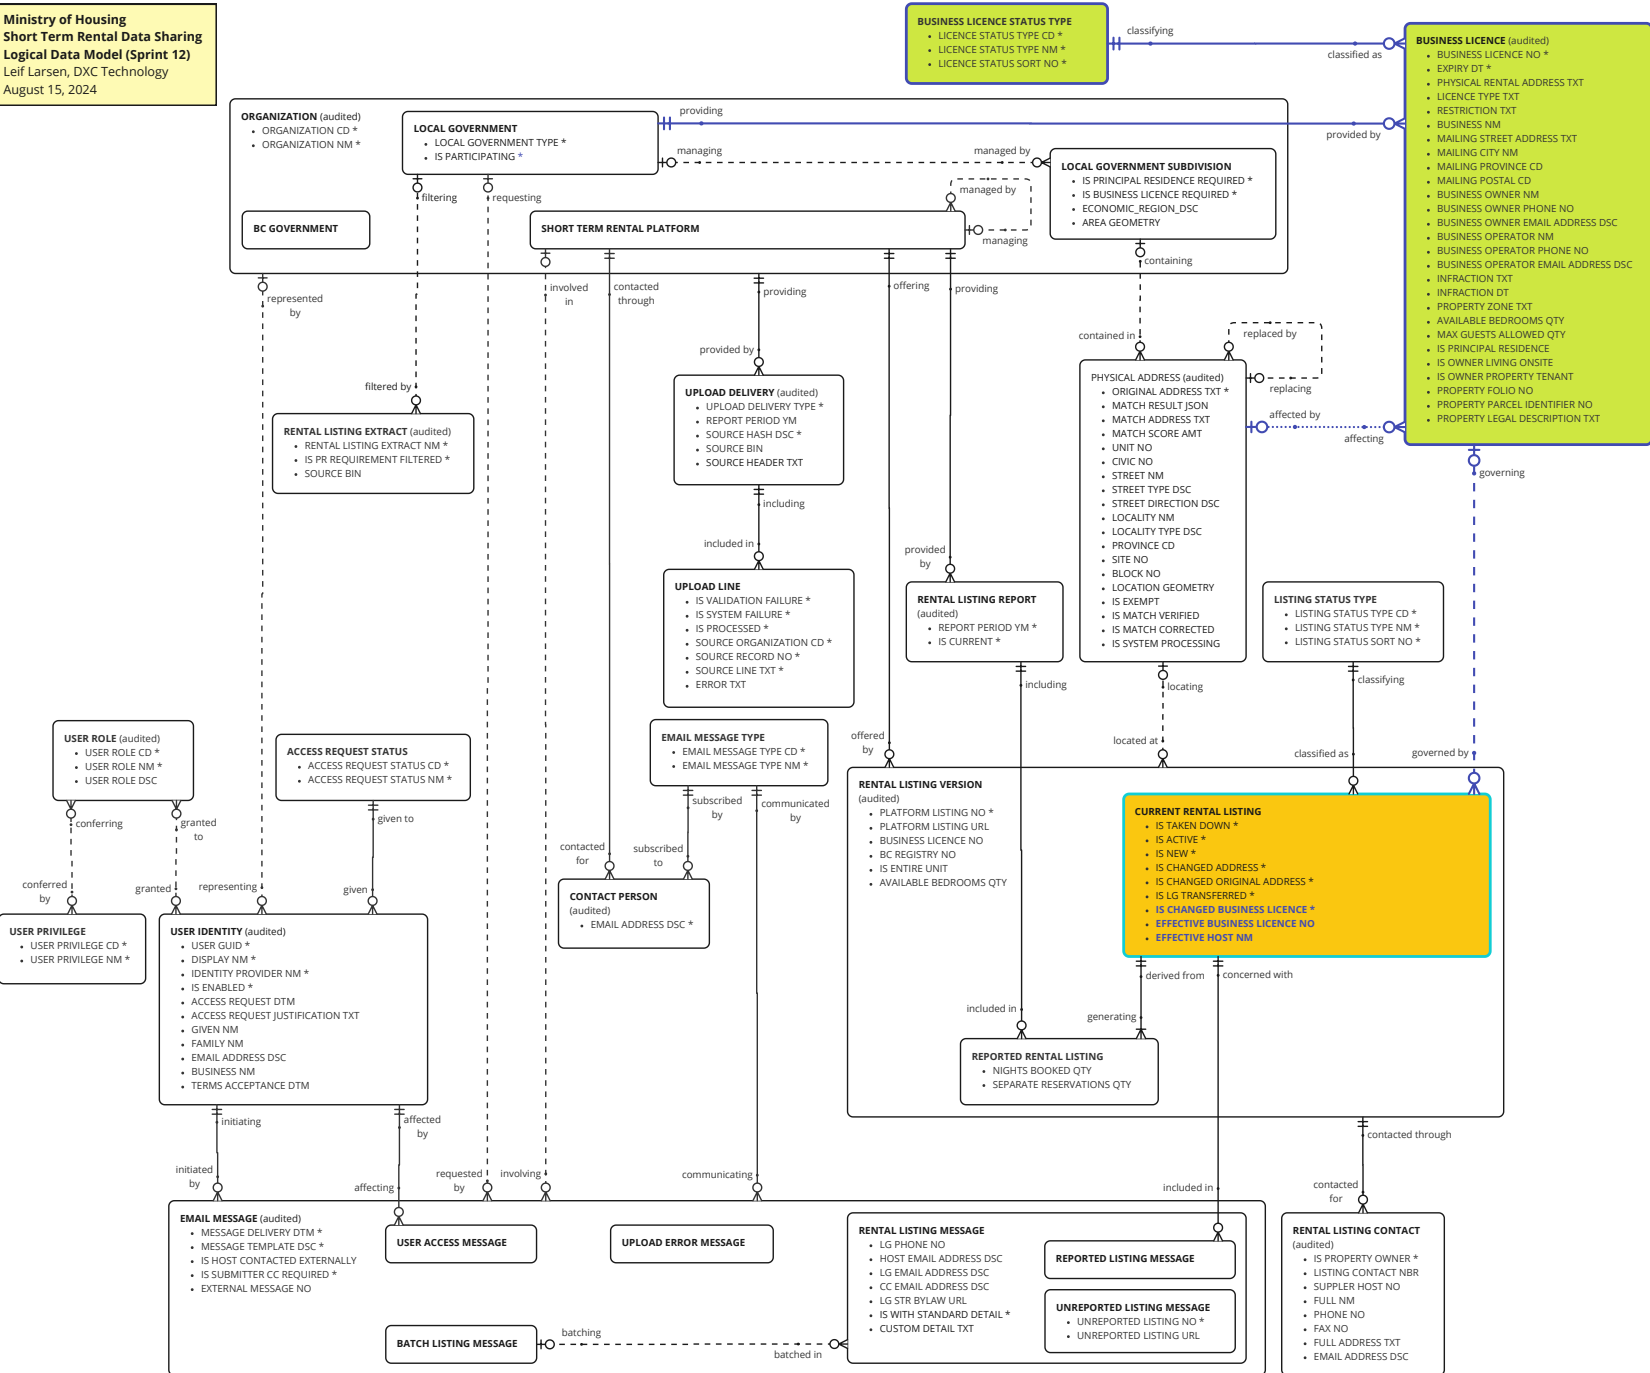 Ministry of Housing
Short Term Rental Data Sharing
Logical Data Model (Sprint 12)
Leif Larsen, DXC Technology
August 15, 2024
BUSINESS LICENCE STATUS TYPE
LICENCE STATUS TYPE CD *
LICENCE STATUS TYPE NM *
LICENCE STATUS SORT NO *
classifying
classified as
BUSINESS LICENCE (audited)
BUSINESS LICENCE NO *
EXPIRY DT *
PHYSICAL RENTAL ADDRESS TXT
LICENCE TYPE TXT
RESTRICTION TXT
BUSINESS NM
MAILING STREET ADDRESS TXT
MAILING CITY NM
MAILING PROVINCE CD
MAILING POSTAL CD
BUSINESS OWNER NM
BUSINESS OWNER PHONE NO
BUSINESS OWNER EMAIL ADDRESS DSC
BUSINESS OPERATOR NM
BUSINESS OPERATOR PHONE NO
BUSINESS OPERATOR EMAIL ADDRESS DSC
INFRACTION TXT
INFRACTION DT
PROPERTY ZONE TXT
AVAILABLE BEDROOMS QTY
MAX GUESTS ALLOWED QTY
IS PRINCIPAL RESIDENCE
IS OWNER LIVING ONSITE
IS OWNER PROPERTY TENANT
PROPERTY FOLIO NO
PROPERTY PARCEL IDENTIFIER NO
PROPERTY LEGAL DESCRIPTION TXT
ORGANIZATION (audited)
ORGANIZATION CD *
ORGANIZATION NM *
LOCAL GOVERNMENT
LOCAL GOVERNMENT TYPE *
IS PARTICIPATING *
providing
provided by
managing
managed by
LOCAL GOVERNMENT SUBDIVISION
IS PRINCIPAL RESIDENCE REQUIRED *
IS BUSINESS LICENCE REQUIRED *
ECONOMIC_REGION_DSC
AREA GEOMETRY
filtering
requesting
managed by
managing
BC GOVERNMENT
SHORT TERM RENTAL PLATFORM
containing
represented
by
involved
in
contacted
through
providing
offering
providing
contained in
replaced by
replacing
affected by
affecting
governing
provided by
filtered by
UPLOAD DELIVERY (audited)
UPLOAD DELIVERY TYPE *
REPORT PERIOD YM
SOURCE HASH DSC *
SOURCE BIN
SOURCE HEADER TXT
PHYSICAL ADDRESS (audited)
ORIGINAL ADDRESS TXT *
MATCH RESULT JSON
MATCH ADDRESS TXT
MATCH SCORE AMT
UNIT NO
CIVIC NO
STREET NM
STREET TYPE DSC
STREET DIRECTION DSC
LOCALITY NM
LOCALITY TYPE DSC
PROVINCE CD
SITE NO
BLOCK NO
LOCATION GEOMETRY
IS EXEMPT
IS MATCH VERIFIED
IS MATCH CORRECTED
IS SYSTEM PROCESSING
RENTAL LISTING EXTRACT (audited)
RENTAL LISTING EXTRACT NM *
IS PR REQUIREMENT FILTERED *
SOURCE BIN
including
included in
provided
by
UPLOAD LINE
IS VALIDATION FAILURE *
IS SYSTEM FAILURE *
IS PROCESSED *
SOURCE ORGANIZATION CD *
SOURCE RECORD NO *
SOURCE LINE TXT *
ERROR TXT
RENTAL LISTING REPORT
(audited)
REPORT PERIOD YM *
IS CURRENT *
LISTING STATUS TYPE
LISTING STATUS TYPE CD *
LISTING STATUS TYPE NM *
LISTING STATUS SORT NO *
including
locating
classifying
offered
by
located at
classified as
governed by
USER ROLE (audited)
USER ROLE CD *
USER ROLE NM *
USER ROLE DSC
ACCESS REQUEST STATUS
ACCESS REQUEST STATUS CD *
ACCESS REQUEST STATUS NM *
EMAIL MESSAGE TYPE
EMAIL MESSAGE TYPE CD *
EMAIL MESSAGE TYPE NM *
subscribed
by
communicated
by
conferring
granted
to
given to
contacted
for
subscribed
to
conferred
by
granted
representing
given
RENTAL LISTING VERSION
(audited)
PLATFORM LISTING NO *
PLATFORM LISTING URL
BUSINESS LICENCE NO
BC REGISTRY NO
IS ENTIRE UNIT
AVAILABLE BEDROOMS QTY
CURRENT RENTAL LISTING
IS TAKEN DOWN *
IS ACTIVE *
IS NEW *
IS CHANGED ADDRESS *
IS CHANGED ORIGINAL ADDRESS *
IS LG TRANSFERRED *
IS CHANGED BUSINESS LICENCE *
EFFECTIVE BUSINESS LICENCE NO
EFFECTIVE HOST NM
CONTACT PERSON
(audited)
EMAIL ADDRESS DSC *
USER PRIVILEGE
USER PRIVILEGE CD *
USER PRIVILEGE NM *
USER IDENTITY (audited)
USER GUID *
DISPLAY NM *
IDENTITY PROVIDER NM *
IS ENABLED *
ACCESS REQUEST DTM
ACCESS REQUEST JUSTIFICATION TXT
GIVEN NM
FAMILY NM
EMAIL ADDRESS DSC
BUSINESS NM
TERMS ACCEPTANCE DTM
derived from
concerned with
included in
generating
REPORTED RENTAL LISTING
NIGHTS BOOKED QTY
SEPARATE RESERVATIONS QTY
initiating
affected
by
contacted through
initiated
by
affecting
requested
by
involving
communicating
included in
contacted
for
EMAIL MESSAGE (audited)
MESSAGE DELIVERY DTM *
MESSAGE TEMPLATE DSC *
IS HOST CONTACTED EXTERNALLY
IS SUBMITTER CC REQUIRED *
EXTERNAL MESSAGE NO
USER ACCESS MESSAGE
UPLOAD ERROR MESSAGE
RENTAL LISTING MESSAGE
LG PHONE NO
HOST EMAIL ADDRESS DSC
LG EMAIL ADDRESS DSC
CC EMAIL ADDRESS DSC
LG STR BYLAW URL
IS WITH STANDARD DETAIL *
CUSTOM DETAIL TXT
REPORTED LISTING MESSAGE
UNREPORTED LISTING MESSAGE
UNREPORTED LISTING NO *
UNREPORTED LISTING URL
BATCH LISTING MESSAGE
batching
batched in
RENTAL LISTING CONTACT
(audited)
IS PROPERTY OWNER *
LISTING CONTACT NBR
SUPPLER HOST NO
FULL NM
PHONE NO
FAX NO
FULL ADDRESS TXT
EMAIL ADDRESS DSC